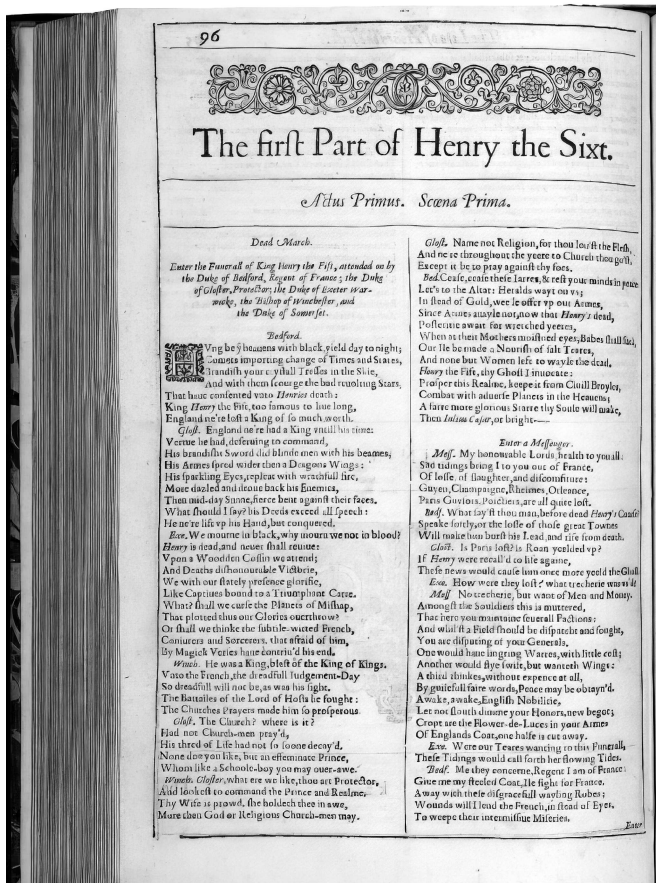 96
The firſt Part of Henry the Sixt.
Actus Primus. Scœna Prima.
Dead March.
Enter the Funerall of King Henry the Fift, attended on by
the Duke of Bedford, Regent of France; the Duke
of Gloſter, Protector; the Duke of Exeter War-
wicke, the Biſhop of Wincheſter, and
the Duke of Somerſet.
Bedford.
HVng be ẏ heauens with black, yield day to night;
Comets importing change of Times and States,
Brandiſh your cryſtall Treſſes in the Skie,
And with them ſcourge the bad reuolting Stars,
That haue conſented vnto Henries death:
King Henry the Fift, too famous to liue long,
England ne're loſt a King of ſo much worth.
Gloſt. England ne're had a King vntill his time:
Vertue he had, deſeruing to command,
His brandiſht Sword did blinde men with his beames,
His Armes ſpred wider then a Dragons Wings:
His ſparkling Eyes, repleat with wrathfull fire,
More dazled and droue back his Enemies,
Then mid-day Sunne, fierce bent againſt their faces.
What ſhould I ſay? his Deeds exceed all ſpeech:
He ne're lift vp his Hand, but conquered.
Exe. We mourne in black, why mourn we not in blood?
Henry is dead, and neuer ſhall reuiue:
Vpon a Woodden Coffin we attend;
And Deaths diſhonourable Victorie,
We with our ſtately preſence glorifie,
Like Captiues bound to a Triumphant Carre.
What? ſhall we curſe the Planets of Miſhap,
That plotted thus our Glories ouerthrow?
Or ſhall we thinke the ſubtile-witted French,
Coniurers and Sorcerers, that afraid of him,
By Magick Verſes haue contriu'd his end.
Winch. He was a King, bleſt of the King of Kings.
Vnto the French, the dreadfull Iudgement-Day
So dreadfull will not be, as was his ſight.
The Battailes of the Lord of Hoſts he fought:
The Churches Prayers made him ſo proſperous.
Gloſt. The Church? where is it?
Had not Church-men pray'd,
His thred of Life had not ſo ſoone decay'd.
None doe you like, but an effeminate Prince,
Whom like a Schoole-boy you may ouer-awe.
Winch. Gloſter, what ere we like, thou art Protector,
And lookeſt to command the Prince and Realme.
Thy Wife is prowd, ſhe holdeth thee in awe,
More then God or Religious Church-men may.
Gloſt. Name not Religion, for thou lou'ſt the Fleſh,
And ne're throughout the yeere to Church thou go'ſt,
Except it be to pray againſt thy foes.
Bed. Ceaſe, ceaſe theſe Iarres, & reſt your minds in peace:
Let's to the Altar: Heralds wayt on vs;
In ſtead of Gold, wee'le offer vp our Armes,
Since Armes auayle not, now that Henry's dead,
Poſteritie await for wretched yeeres,
When at their Mothers moiſtned eyes, Babes ſhall ſuck,
Our Ile be made a Nouriſh of ſalt Teares,
And none but Women left to wayle the dead.
Henry the Fift, thy Ghoſt I inuocate:
Proſper this Realme, keepe it from Ciuill Broyles,
Combat with aduerſe Planets in the Heauens;
A farre more glorious Starre thy Soule will make,
Then Iulius Cæſar, or bright——
Enter a Meſſenger.
Meſſ. My honourable Lords, health to you all:
Sad tidings bring I to you out of France,
Of loſſe, of ſlaughter, and diſcomfiture:
Guyen, Champaigne, Rheimes, Orleance,
Paris Guyſors, Poictiers, are all quite loſt.
Bedf. What ſay'ſt thou man, before dead Henry's Coarſe?
Speake ſoftly, or the loſſe of thoſe great Townes
Will make him burſt his Lead, and riſe from death.
Gloſt. Is Paris loſt? is Roan yeelded vp?
If Henry were recall'd to life againe,
Theſe news would cauſe him once more yeeld the Ghoſt.
Exe. How were they loſt? what trecherie was vs'd?
Meſſ. No trecherie, but want of Men and Money.
Amongſt the Souldiers this is muttered,
That here you maintaine ſeuerall Factions:
And whil'ſt a Field ſhould be diſpatcht and fought,
You are diſputing of your Generals.
One would haue lingring Warres, with little coſt;
Another would flye ſwift, but wanteth Wings:
A third thinkes, without expence at all,
By guilefull faire words, Peace may be obtayn'd.
Awake, awake, Engliſh Nobilitie,
Let not ſlouth dimme your Honors, new begot;
Cropt are the Flower-de-Luces in your Armes
Of Englands Coat, one halfe is cut away.
Exe. Were our Teares wanting to this Funerall,
Theſe Tidings would call forth her flowing Tides.
Bedf. Me they concerne, Regent I am of France:
Giue me my ſteeled Coat, Ile fight for France.
Away with theſe diſgracefull wayling Robes;
Wounds will I lend the French, in ſtead of Eyes,
To weepe their intermiſſiue Miſeries.
Enter